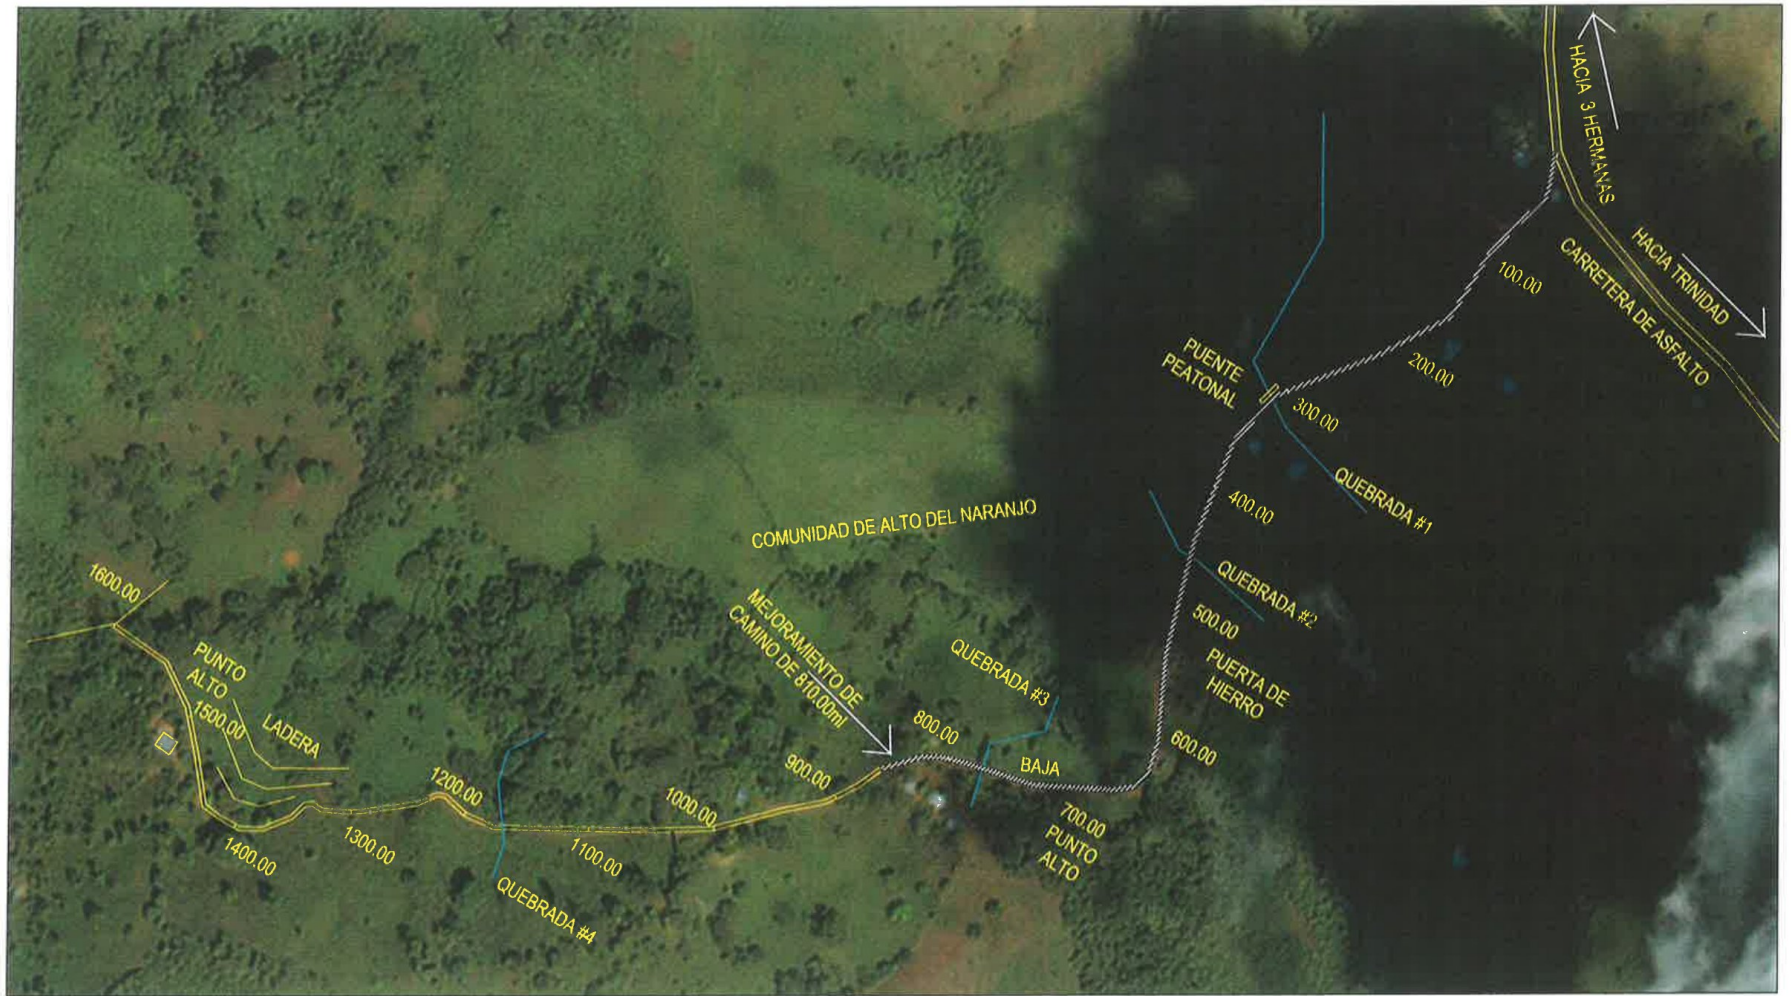 HACIA 3 HERMANAS
HACIA TRINIDAD
CARRETERA DE ASFALTO
100.00
200.00
PUENTE
PEATONAL
300.00
QUEBRADA #1
400.00
COMUNIDAD DE ALTO DEL NARANJO
QUEBRADA #2
500.00
PUERTA DE
HIERRO
600.00
MEJORAMIENTO DE
CAMINO DE 810.00ml
QUEBRADA #3
800.00
BAJA
700.00
PUNTO
ALTO
900.00
1000.00
1100.00
1200.00
QUEBRADA #4
1300.00
1400.00
LADERA
PUNTO
ALTO
1500.00
1600.00